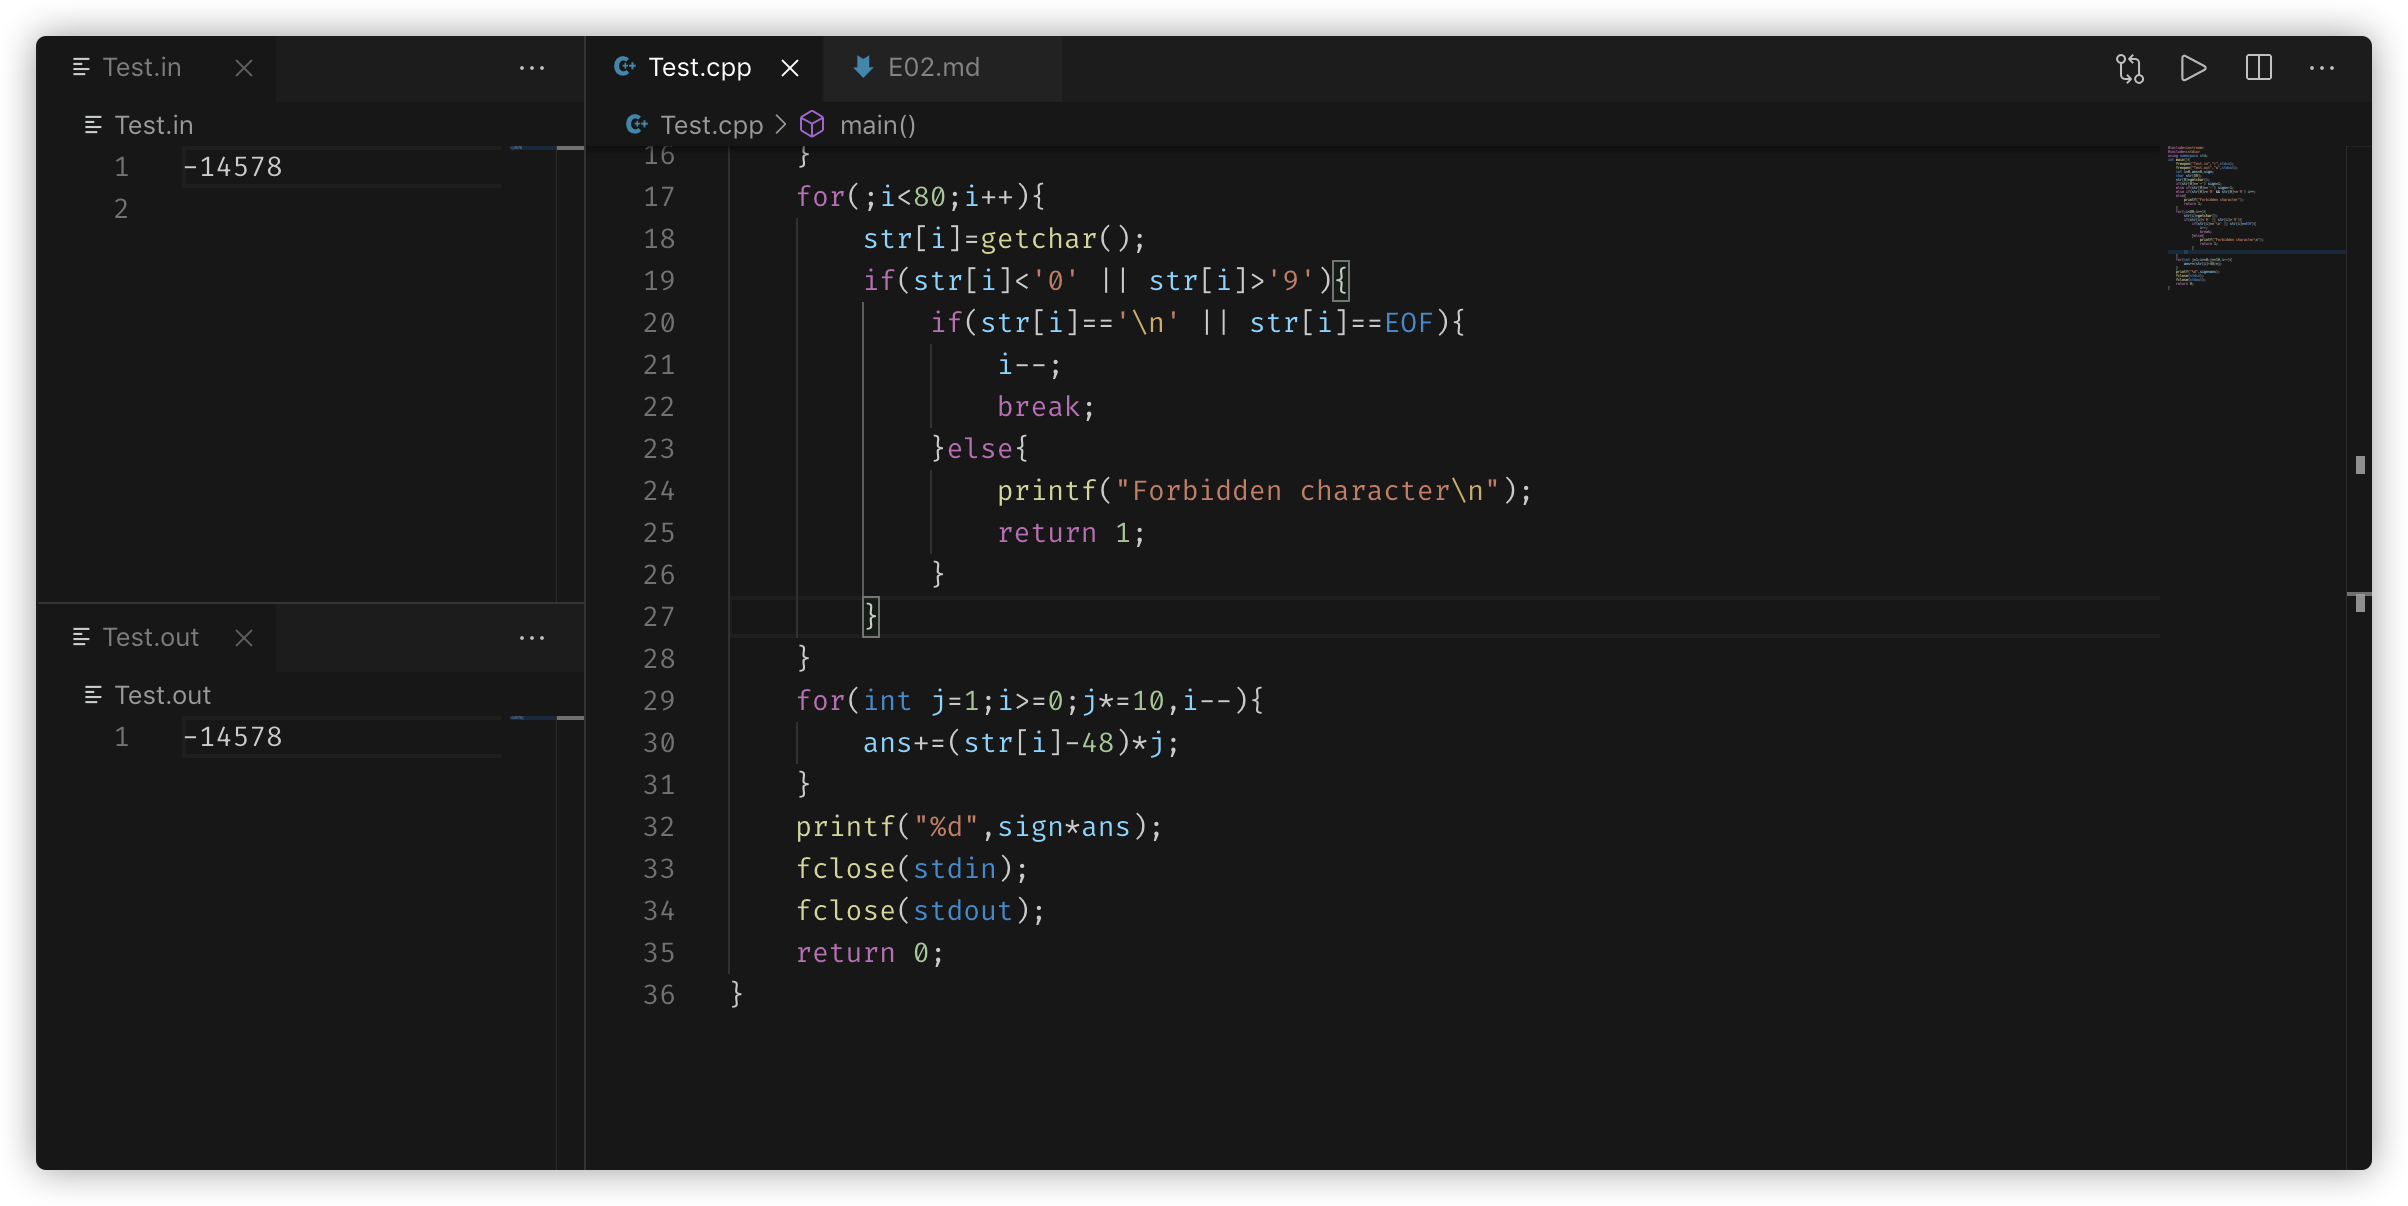 Test.in
Test.in
1 -14578
2
Test.out
Test.out
1 -14578
Test.cpp
E02.md
Test.cpp > main()
16 }
17 for(;i<80;i++){
18 str[i]=getchar();
19 if(str[i]<'0' || str[i]>'9'){
20 if(str[i]=='\n' || str[i]==EOF){
21 i--;
22 break;
23 }else{
24 printf("Forbidden character\n");
25 return 1;
26 }
27 }
28 }
29 for(int j=1;i>=0;j*=10,i--){
30 ans+=(str[i]-48)*j;
31 }
32 printf("%d",sign*ans);
33 fclose(stdin);
34 fclose(stdout);
35 return 0;
36 }